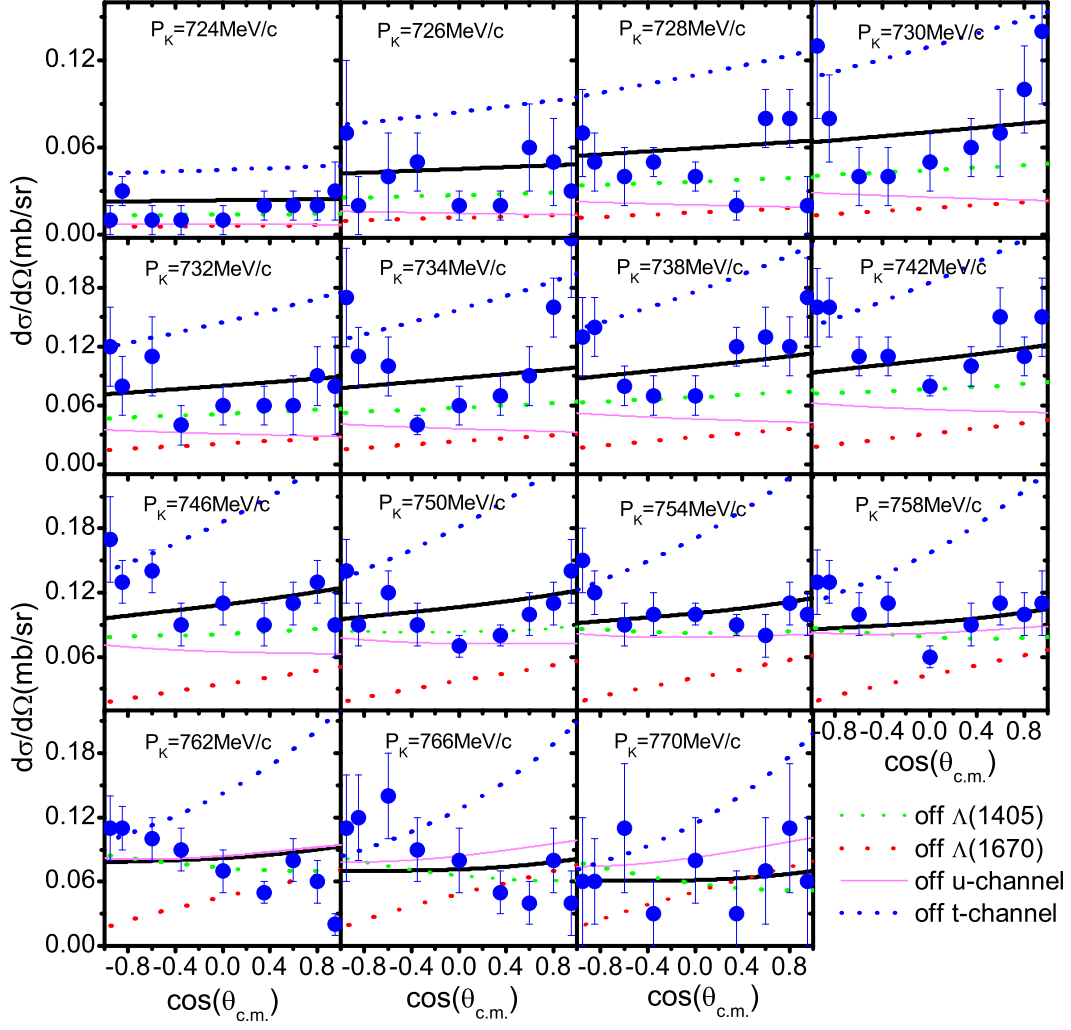 P_K=724MeV/c
P_K=726MeV/c
P_K=728MeV/c
P_K=730MeV/c
0.12
0.06
0.00
dσ/dΩ(mb/sr)
P_K=732MeV/c
P_K=734MeV/c
P_K=738MeV/c
P_K=742MeV/c
0.18
0.12
0.06
0.00
P_K=746MeV/c
P_K=750MeV/c
P_K=754MeV/c
P_K=758MeV/c
0.18
0.12
0.06
dσ/dΩ(mb/sr)
P_K=762MeV/c
P_K=766MeV/c
P_K=770MeV/c
0.18
0.12
0.06
0.00
-0.8 -0.4 0.0 0.4 0.8
cos(θ_c.m.)
off Λ(1405)
off Λ(1670)
off u-channel
off t-channel
-0.8 -0.4 0.0 0.4 0.8
-0.8 -0.4 0.0 0.4 0.8
-0.8 -0.4 0.0 0.4 0.8
cos(θ_c.m.)
cos(θ_c.m.)
cos(θ_c.m.)